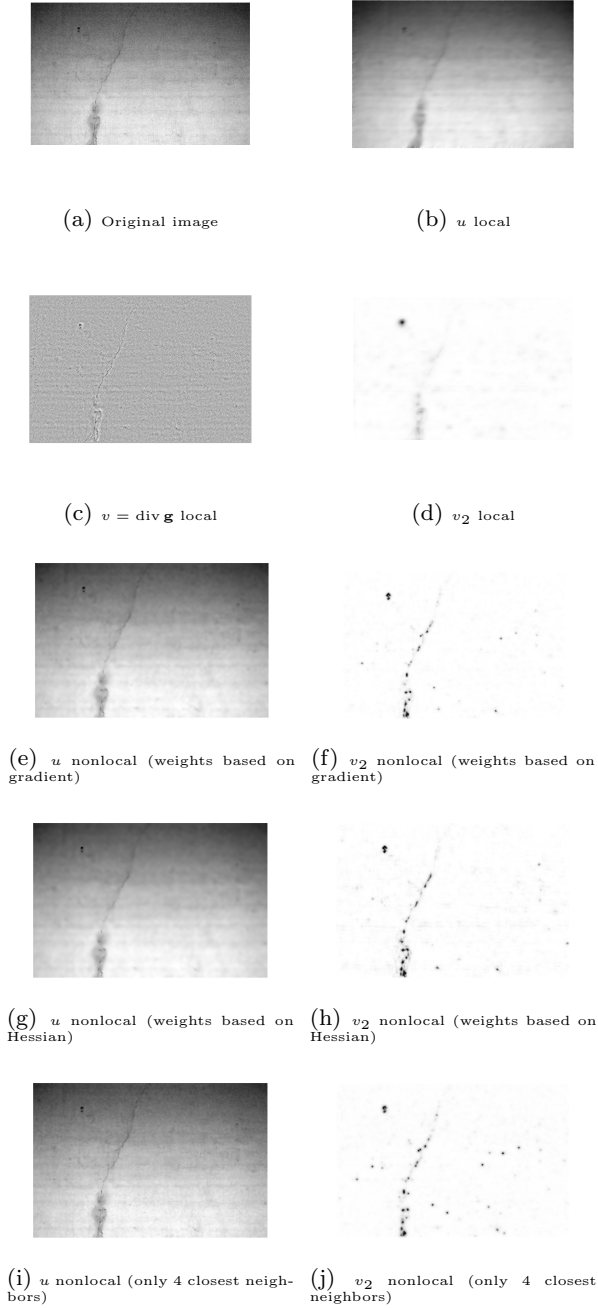 (a) Original image
(b) u local
(c) v = div g local
(d) v₂ local
(e) u nonlocal (weights based on
gradient)
(f) v₂ nonlocal (weights based on
gradient)
(g) u nonlocal (weights based on
Hessian)
(h) v₂ nonlocal (weights based on
Hessian)
(i) u nonlocal (only 4 closest neigh-
bors)
(j) v₂ nonlocal (only 4 closest
neighbors)